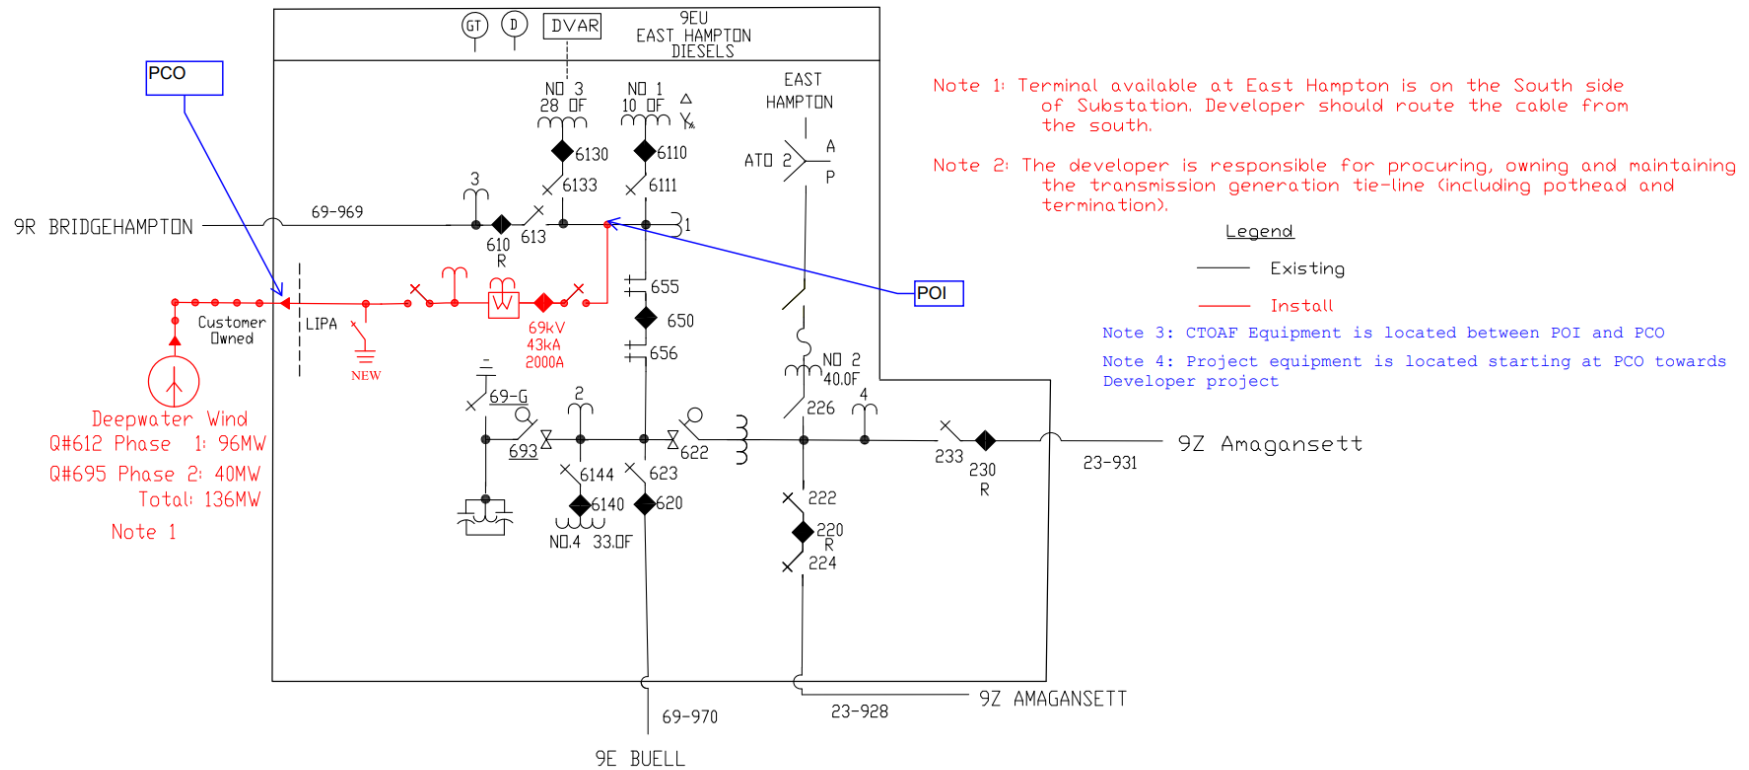 GT
D
DVAR
9EU
EAST HAMPTON
DIESELS
PCO
NO 3
28 OF
NO 1
10 OF
EAST
HAMPTON
ATO 2
A
P
6130
6110
6133
6111
3
69-969
9R BRIDGEHAMPTON
610
R
613
1
POI
655
650
656
Customer
Owned
LIPA
NEW
W
69kV
43kA
2000A
Deepwater Wind
Q#612 Phase 1: 96MW
Q#695 Phase 2: 40MW
Total: 136MW
Note 1
69-G
2
693
622
NO 2
40.0F
226
4
233
230
R
23-931
9Z Amagansett
6144
6140
NO.4 33.0F
623
620
222
220
R
224
69-970
9E BUELL
23-928
9Z AMAGANSETT
Note 1: Terminal available at East Hampton is on the South side
of Substation. Developer should route the cable from
the south.
Note 2: The developer is responsible for procuring, owning and maintaining
the transmission generation tie-line (including pothead and
termination).
Legend
Existing
Install
Note 3: CTOAF Equipment is located between POI and PCO
Note 4: Project equipment is located starting at PCO towards
Developer project